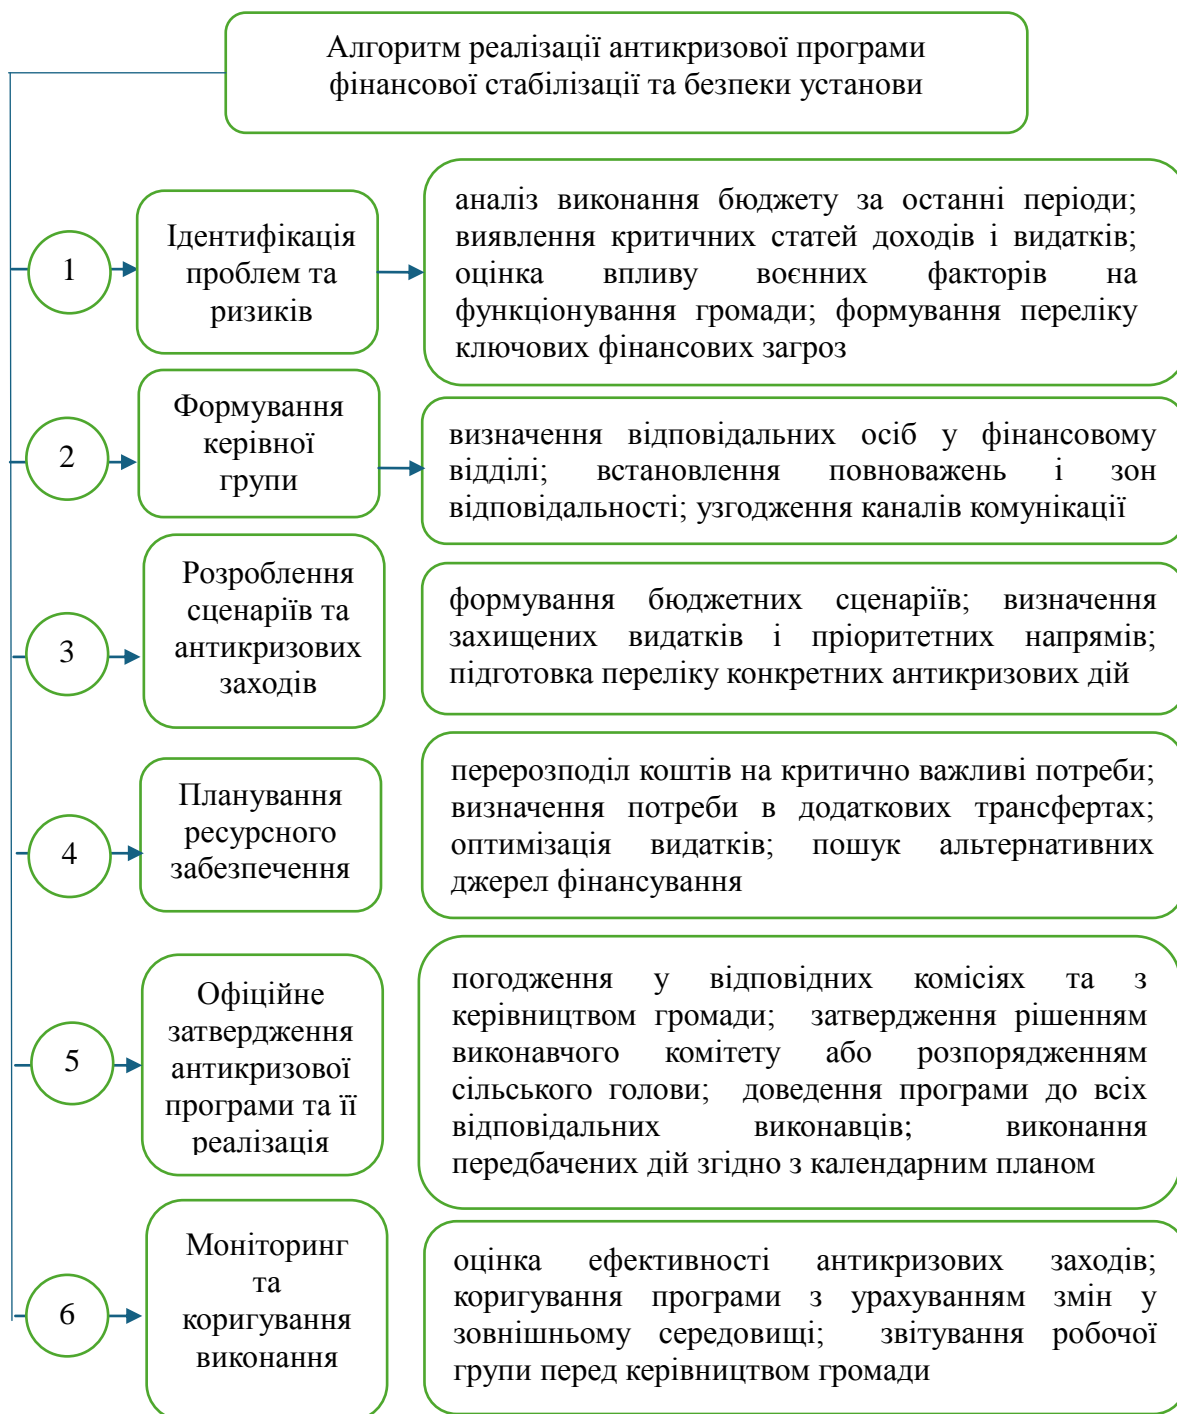 Алгоритм реалізації антикризової програми
фінансової стабілізації та безпеки установи
1
Ідентифікація
проблем та
ризиків
аналіз виконання бюджету за останні періоди;
виявлення критичних статей доходів і видатків;
оцінка впливу воєнних факторів на
функціонування громади; формування переліку
ключових фінансових загроз
2
Формування
керівної
групи
визначення відповідальних осіб у фінансовому
відділі; встановлення повноважень і зон
відповідальності; узгодження каналів комунікації
3
Розроблення
сценаріїв та
антикризових
заходів
формування бюджетних сценаріїв; визначення
захищених видатків і пріоритетних напрямів;
підготовка переліку конкретних антикризових дій
4
Планування
ресурсного
забезпечення
перерозподіл коштів на критично важливі потреби;
визначення потреби в додаткових трансфертах;
оптимізація видатків; пошук альтернативних
джерел фінансування
5
Офіційне
затвердження
антикризової
програми та її
реалізація
погодження у відповідних комісіях та з
керівництвом громади; затвердження рішенням
виконавчого комітету або розпорядженням
сільського голови; доведення програми до всіх
відповідальних виконавців; виконання
передбачених дій згідно з календарним планом
6
Моніторинг
та
коригування
виконання
оцінка ефективності антикризових заходів;
коригування програми з урахуванням змін у
зовнішньому середовищі; звітування робочої
групи перед керівництвом громади